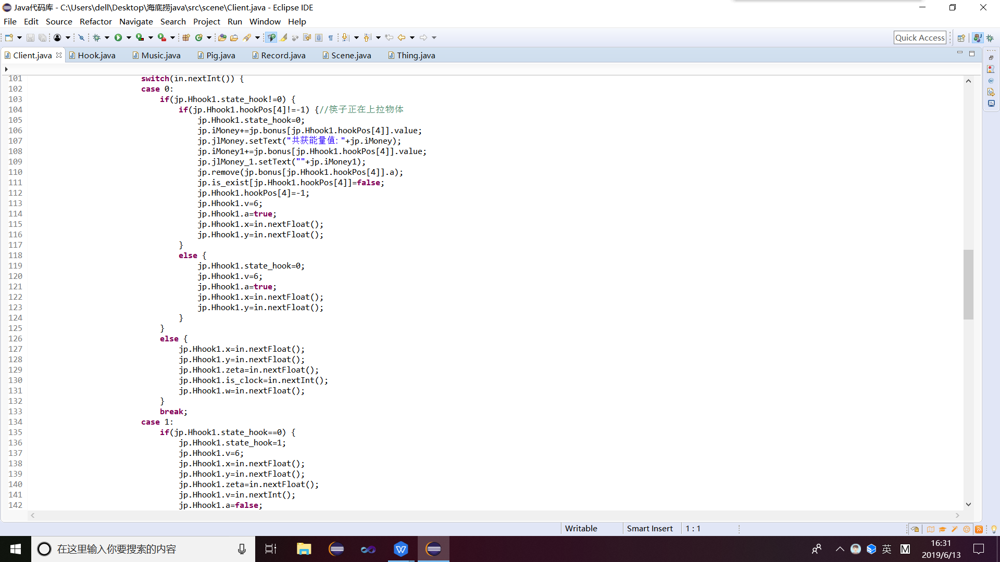 Java代码库 - C:\Users\dell\Desktop\海底捞java\src\scene\Client.java - Eclipse IDE
File Edit Source Refactor Navigate Search Project Run Window Help
Quick Access
Client.java Hook.java Music.java Pig.java Record.java Scene.java Thing.java
101 switch(in.nextInt()) {
102 case 0:
103 if(jp.Hhook1.state_hook!=0) {
104 if(jp.Hhook1.hookPos[4]!=-1) {//筷子正在上拉物体
105 jp.Hhook1.state_hook=0;
106 jp.iMoney+=jp.bonus[jp.Hhook1.hookPos[4]].value;
107 jp.jlMoney.setText("共获能量值: "+jp.iMoney);
108 jp.iMoney1+=jp.bonus[jp.Hhook1.hookPos[4]].value;
109 jp.jlMoney_1.setText(""+jp.iMoney1);
110 jp.remove(jp.bonus[jp.Hhook1.hookPos[4]].a);
111 jp.is_exist[jp.Hhook1.hookPos[4]]=false;
112 jp.Hhook1.hookPos[4]=-1;
113 jp.Hhook1.v=6;
114 jp.Hhook1.a=true;
115 jp.Hhook1.x=in.nextFloat();
116 jp.Hhook1.y=in.nextFloat();
117 }
118 else {
119 jp.Hhook1.state_hook=0;
120 jp.Hhook1.v=6;
121 jp.Hhook1.a=true;
122 jp.Hhook1.x=in.nextFloat();
123 jp.Hhook1.y=in.nextFloat();
124 }
125 }
126 else {
127 jp.Hhook1.x=in.nextFloat();
128 jp.Hhook1.y=in.nextFloat();
129 jp.Hhook1.zeta=in.nextFloat();
130 jp.Hhook1.is_clock=in.nextInt();
131 jp.Hhook1.w=in.nextFloat();
132 }
133 break;
134 case 1:
135 if(jp.Hhook1.state_hook==0) {
136 jp.Hhook1.state_hook=1;
137 jp.Hhook1.v=6;
138 jp.Hhook1.x=in.nextFloat();
139 jp.Hhook1.y=in.nextFloat();
140 jp.Hhook1.zeta=in.nextFloat();
141 jp.Hhook1.v=in.nextInt();
142 jp.Hhook1.a=false;
Writable Smart Insert 1 : 1
在这里输入你要搜索的内容
英 M
16:31
2019/6/13